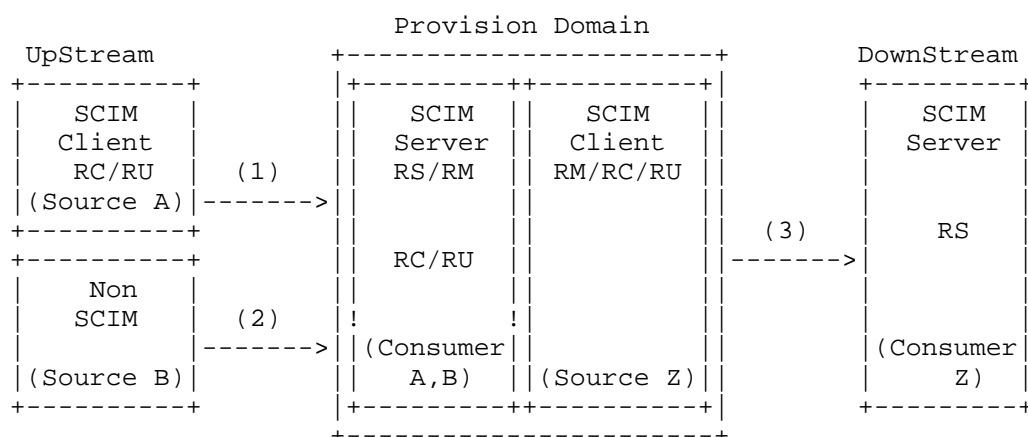 Provision Domain
 UpStream            +----------------------+        DownStream
+----------+         |+----------++----------+|       +---------+
|   SCIM   |         ||   SCIM   ||   SCIM   ||       |   SCIM  |
|  Client  |         ||  Server  ||  Client  ||       |  Server |
|   RC/RU  |  (1)    ||  RS/RM   || RM/RC/RU ||       |         |
|(Source A)|-------->||          ||          ||       |         |
+----------+         ||          ||          ||  (3)  |    RS   |
+----------+         ||  RC/RU   ||          ||------>|         |
|    Non   |         ||          ||          ||       |         |
|   SCIM   |  (2)    |!          !|          ||       |         |
|          |-------->||(Consumer ||          ||       |(Consumer|
|(Source B)|         ||   A,B)   ||(Source Z)||       |     Z)  |
+----------+         |+----------++----------+|       +---------+
                     +----------------------+